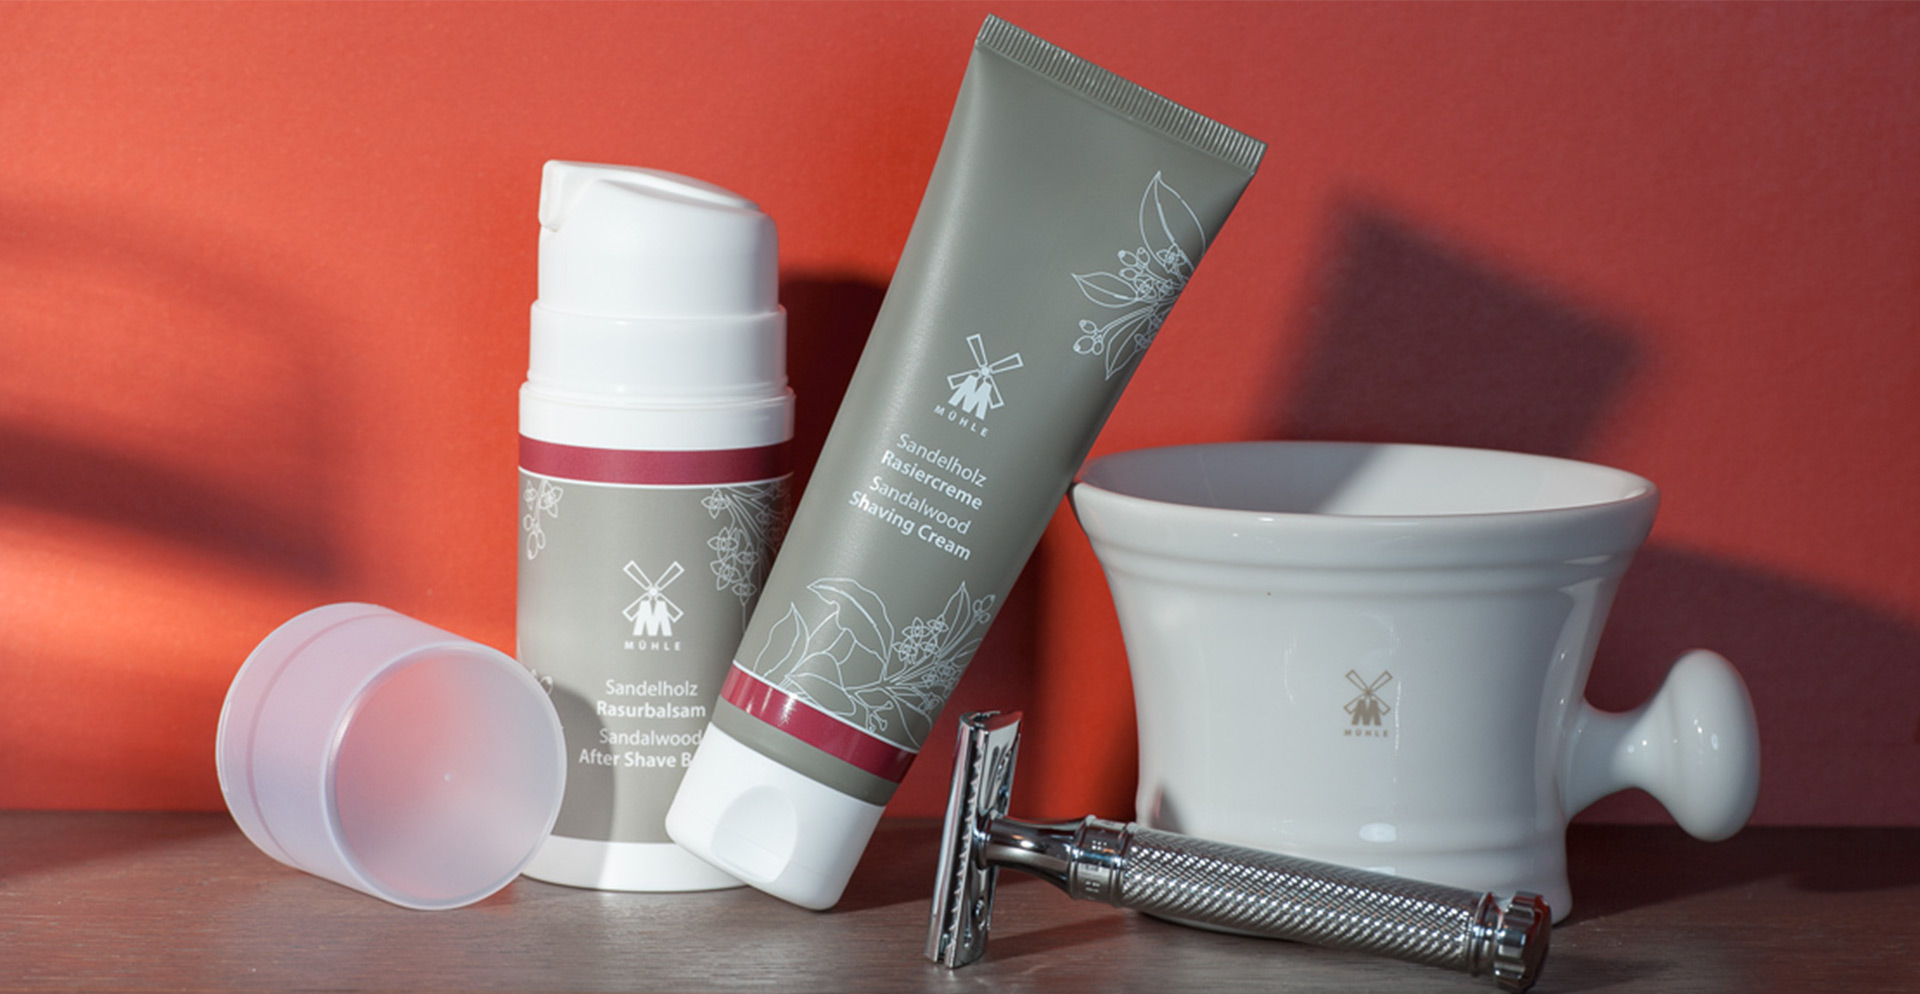 MÜHLE
Sandelholz
Rasurbalsam
Sandalwood
After Shave
M
MÜHLE
Sandelholz
Rasiercreme
Sandalwood
Shaving Cream
M
MÜHLE